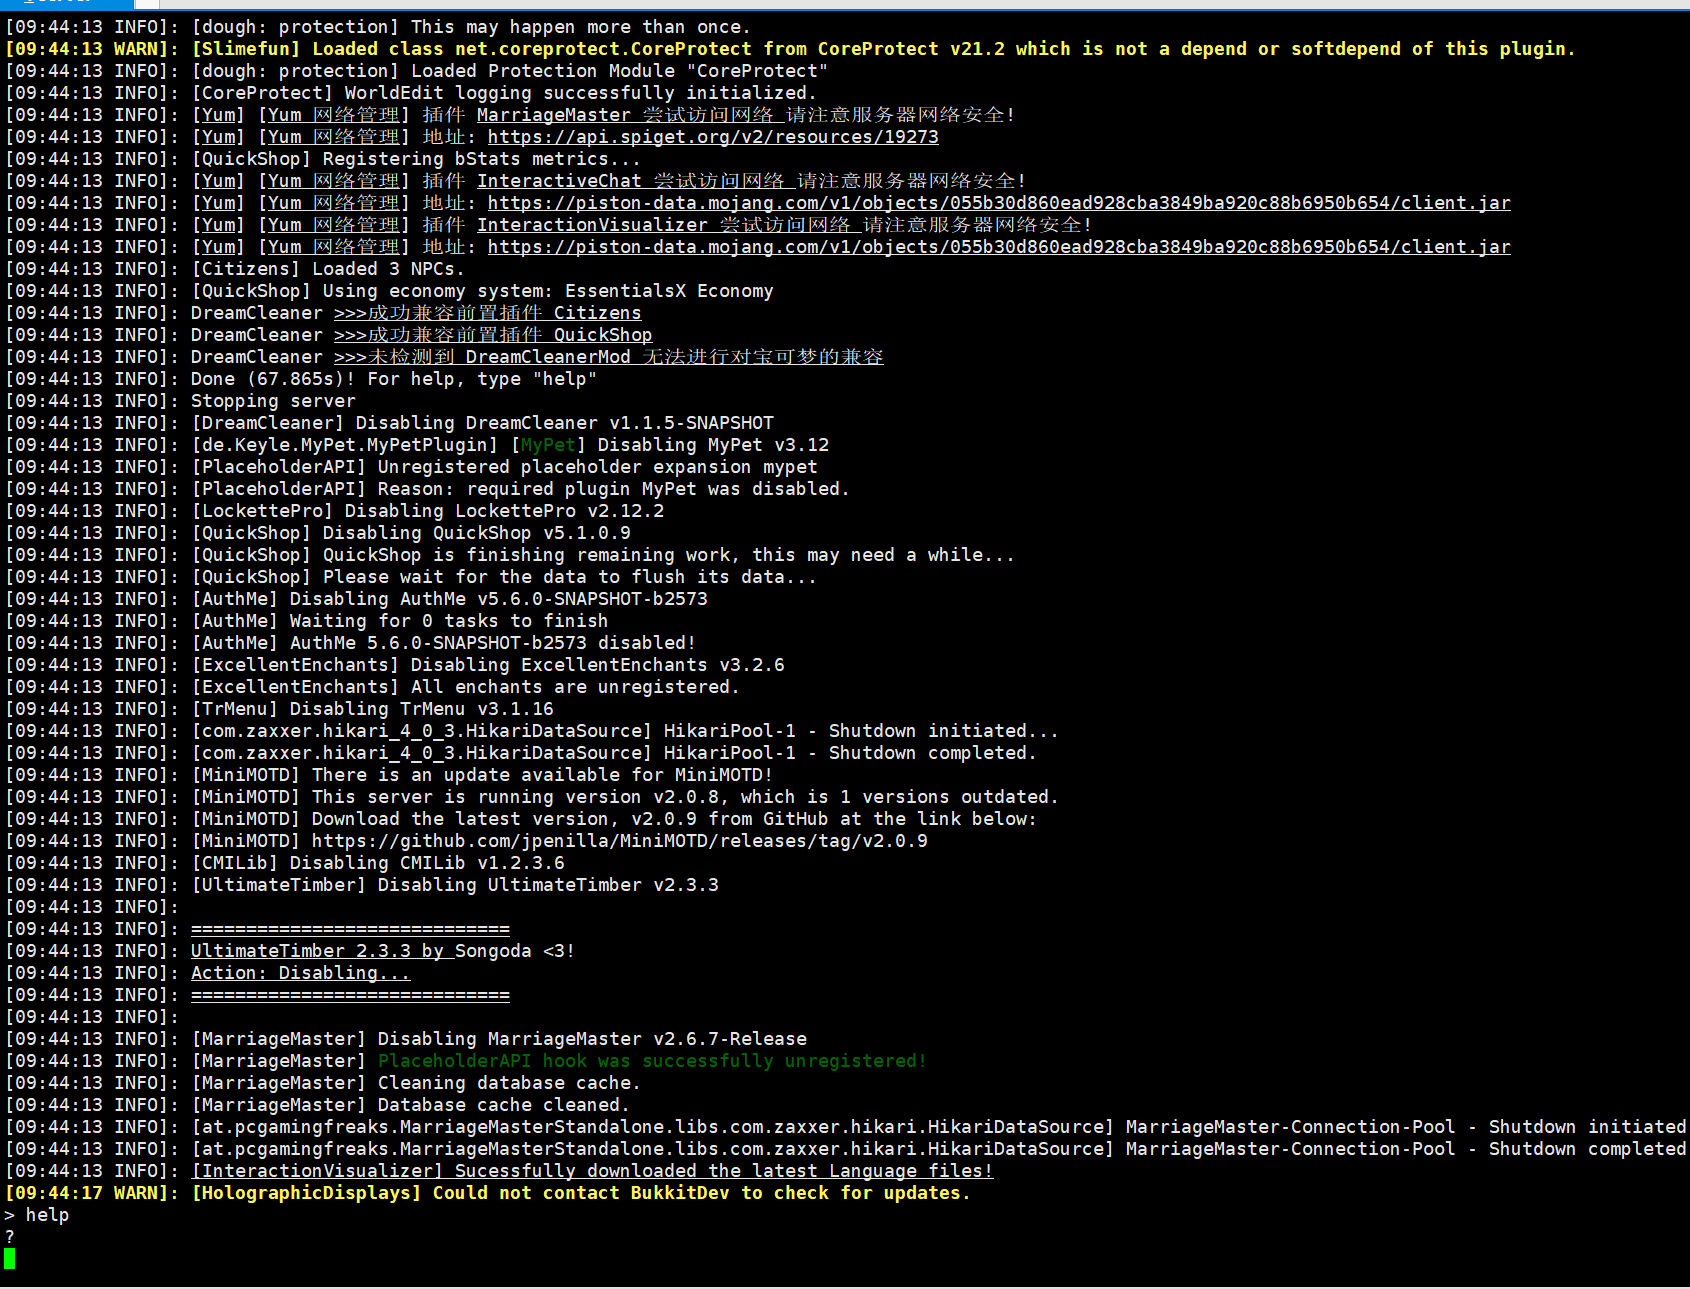 [09:44:13 INFO]: [dough: protection] This may happen more than once.
[09:44:13 WARN]: [Slimefun] Loaded class net.coreprotect.CoreProtect from CoreProtect v21.2 which is not a depend or softdepend of this plugin.
[09:44:13 INFO]: [dough: protection] Loaded Protection Module "CoreProtect"
[09:44:13 INFO]: [CoreProtect] WorldEdit logging successfully initialized.
[09:44:13 INFO]: [Yum] [Yum 网络管理] 插件 MarriageMaster 尝试访问网络 请注意服务器网络安全!
[09:44:13 INFO]: [Yum] [Yum 网络管理] 地址: https://api.spiget.org/v2/resources/19273
[09:44:13 INFO]: [QuickShop] Registering bStats metrics...
[09:44:13 INFO]: [Yum] [Yum 网络管理] 插件 InteractiveChat 尝试访问网络 请注意服务器网络安全!
[09:44:13 INFO]: [Yum] [Yum 网络管理] 地址: https://piston-data.mojang.com/v1/objects/055b30d860ead928cba3849ba920c88b6950b654/client.jar
[09:44:13 INFO]: [Yum] [Yum 网络管理] 插件 InteractionVisualizer 尝试访问网络 请注意服务器网络安全!
[09:44:13 INFO]: [Yum] [Yum 网络管理] 地址: https://piston-data.mojang.com/v1/objects/055b30d860ead928cba3849ba920c88b6950b654/client.jar
[09:44:13 INFO]: [Citizens] Loaded 3 NPCs.
[09:44:13 INFO]: [QuickShop] Using economy system: EssentialsX Economy
[09:44:13 INFO]: DreamCleaner >>>成功兼容前置插件 Citizens
[09:44:13 INFO]: DreamCleaner >>>成功兼容前置插件 QuickShop
[09:44:13 INFO]: DreamCleaner >>>未检测到 DreamCleanerMod 无法进行对宝可梦的兼容
[09:44:13 INFO]: Done (67.865s)! For help, type "help"
[09:44:13 INFO]: Stopping server
[09:44:13 INFO]: [DreamCleaner] Disabling DreamCleaner v1.1.5-SNAPSHOT
[09:44:13 INFO]: [de.Keyle.MyPet.MyPetPlugin] [MyPet] Disabling MyPet v3.12
[09:44:13 INFO]: [PlaceholderAPI] Unregistered placeholder expansion mypet
[09:44:13 INFO]: [PlaceholderAPI] Reason: required plugin MyPet was disabled.
[09:44:13 INFO]: [LockettePro] Disabling LockettePro v2.12.2
[09:44:13 INFO]: [QuickShop] Disabling QuickShop v5.1.0.9
[09:44:13 INFO]: [QuickShop] QuickShop is finishing remaining work, this may need a while...
[09:44:13 INFO]: [QuickShop] Please wait for the data to flush its data...
[09:44:13 INFO]: [AuthMe] Disabling AuthMe v5.6.0-SNAPSHOT-b2573
[09:44:13 INFO]: [AuthMe] Waiting for 0 tasks to finish
[09:44:13 INFO]: [AuthMe] AuthMe 5.6.0-SNAPSHOT-b2573 disabled!
[09:44:13 INFO]: [ExcellentEnchants] Disabling ExcellentEnchants v3.2.6
[09:44:13 INFO]: [ExcellentEnchants] All enchants are unregistered.
[09:44:13 INFO]: [TrMenu] Disabling TrMenu v3.1.16
[09:44:13 INFO]: [com.zaxxer.hikari_4_0_3.HikariDataSource] HikariPool-1 - Shutdown initiated...
[09:44:13 INFO]: [com.zaxxer.hikari_4_0_3.HikariDataSource] HikariPool-1 - Shutdown completed.
[09:44:13 INFO]: [MiniMOTD] There is an update available for MiniMOTD!
[09:44:13 INFO]: [MiniMOTD] This server is running version v2.0.8, which is 1 versions outdated.
[09:44:13 INFO]: [MiniMOTD] Download the latest version, v2.0.9 from GitHub at the link below:
[09:44:13 INFO]: [MiniMOTD] https://github.com/jpenilla/MiniMOTD/releases/tag/v2.0.9
[09:44:13 INFO]: [CMILib] Disabling CMILib v1.2.3.6
[09:44:13 INFO]: [UltimateTimber] Disabling UltimateTimber v2.3.3
[09:44:13 INFO]:
[09:44:13 INFO]: =============================
[09:44:13 INFO]: UltimateTimber 2.3.3 by Songoda <3!
[09:44:13 INFO]: Action: Disabling...
[09:44:13 INFO]: =============================
[09:44:13 INFO]:
[09:44:13 INFO]: [MarriageMaster] Disabling MarriageMaster v2.6.7-Release
[09:44:13 INFO]: [MarriageMaster] PlaceholderAPI hook was successfully unregistered!
[09:44:13 INFO]: [MarriageMaster] Cleaning database cache.
[09:44:13 INFO]: [MarriageMaster] Database cache cleaned.
[09:44:13 INFO]: [at.pcgamingfreaks.MarriageMasterStandalone.libs.com.zaxxer.hikari.HikariDataSource] MarriageMaster-Connection-Pool - Shutdown initiated
[09:44:13 INFO]: [at.pcgamingfreaks.MarriageMasterStandalone.libs.com.zaxxer.hikari.HikariDataSource] MarriageMaster-Connection-Pool - Shutdown completed
[09:44:13 INFO]: [InteractionVisualizer] Sucessfully downloaded the latest Language files!
[09:44:17 WARN]: [HolographicDisplays] Could not contact BukkitDev to check for updates.
> help
?